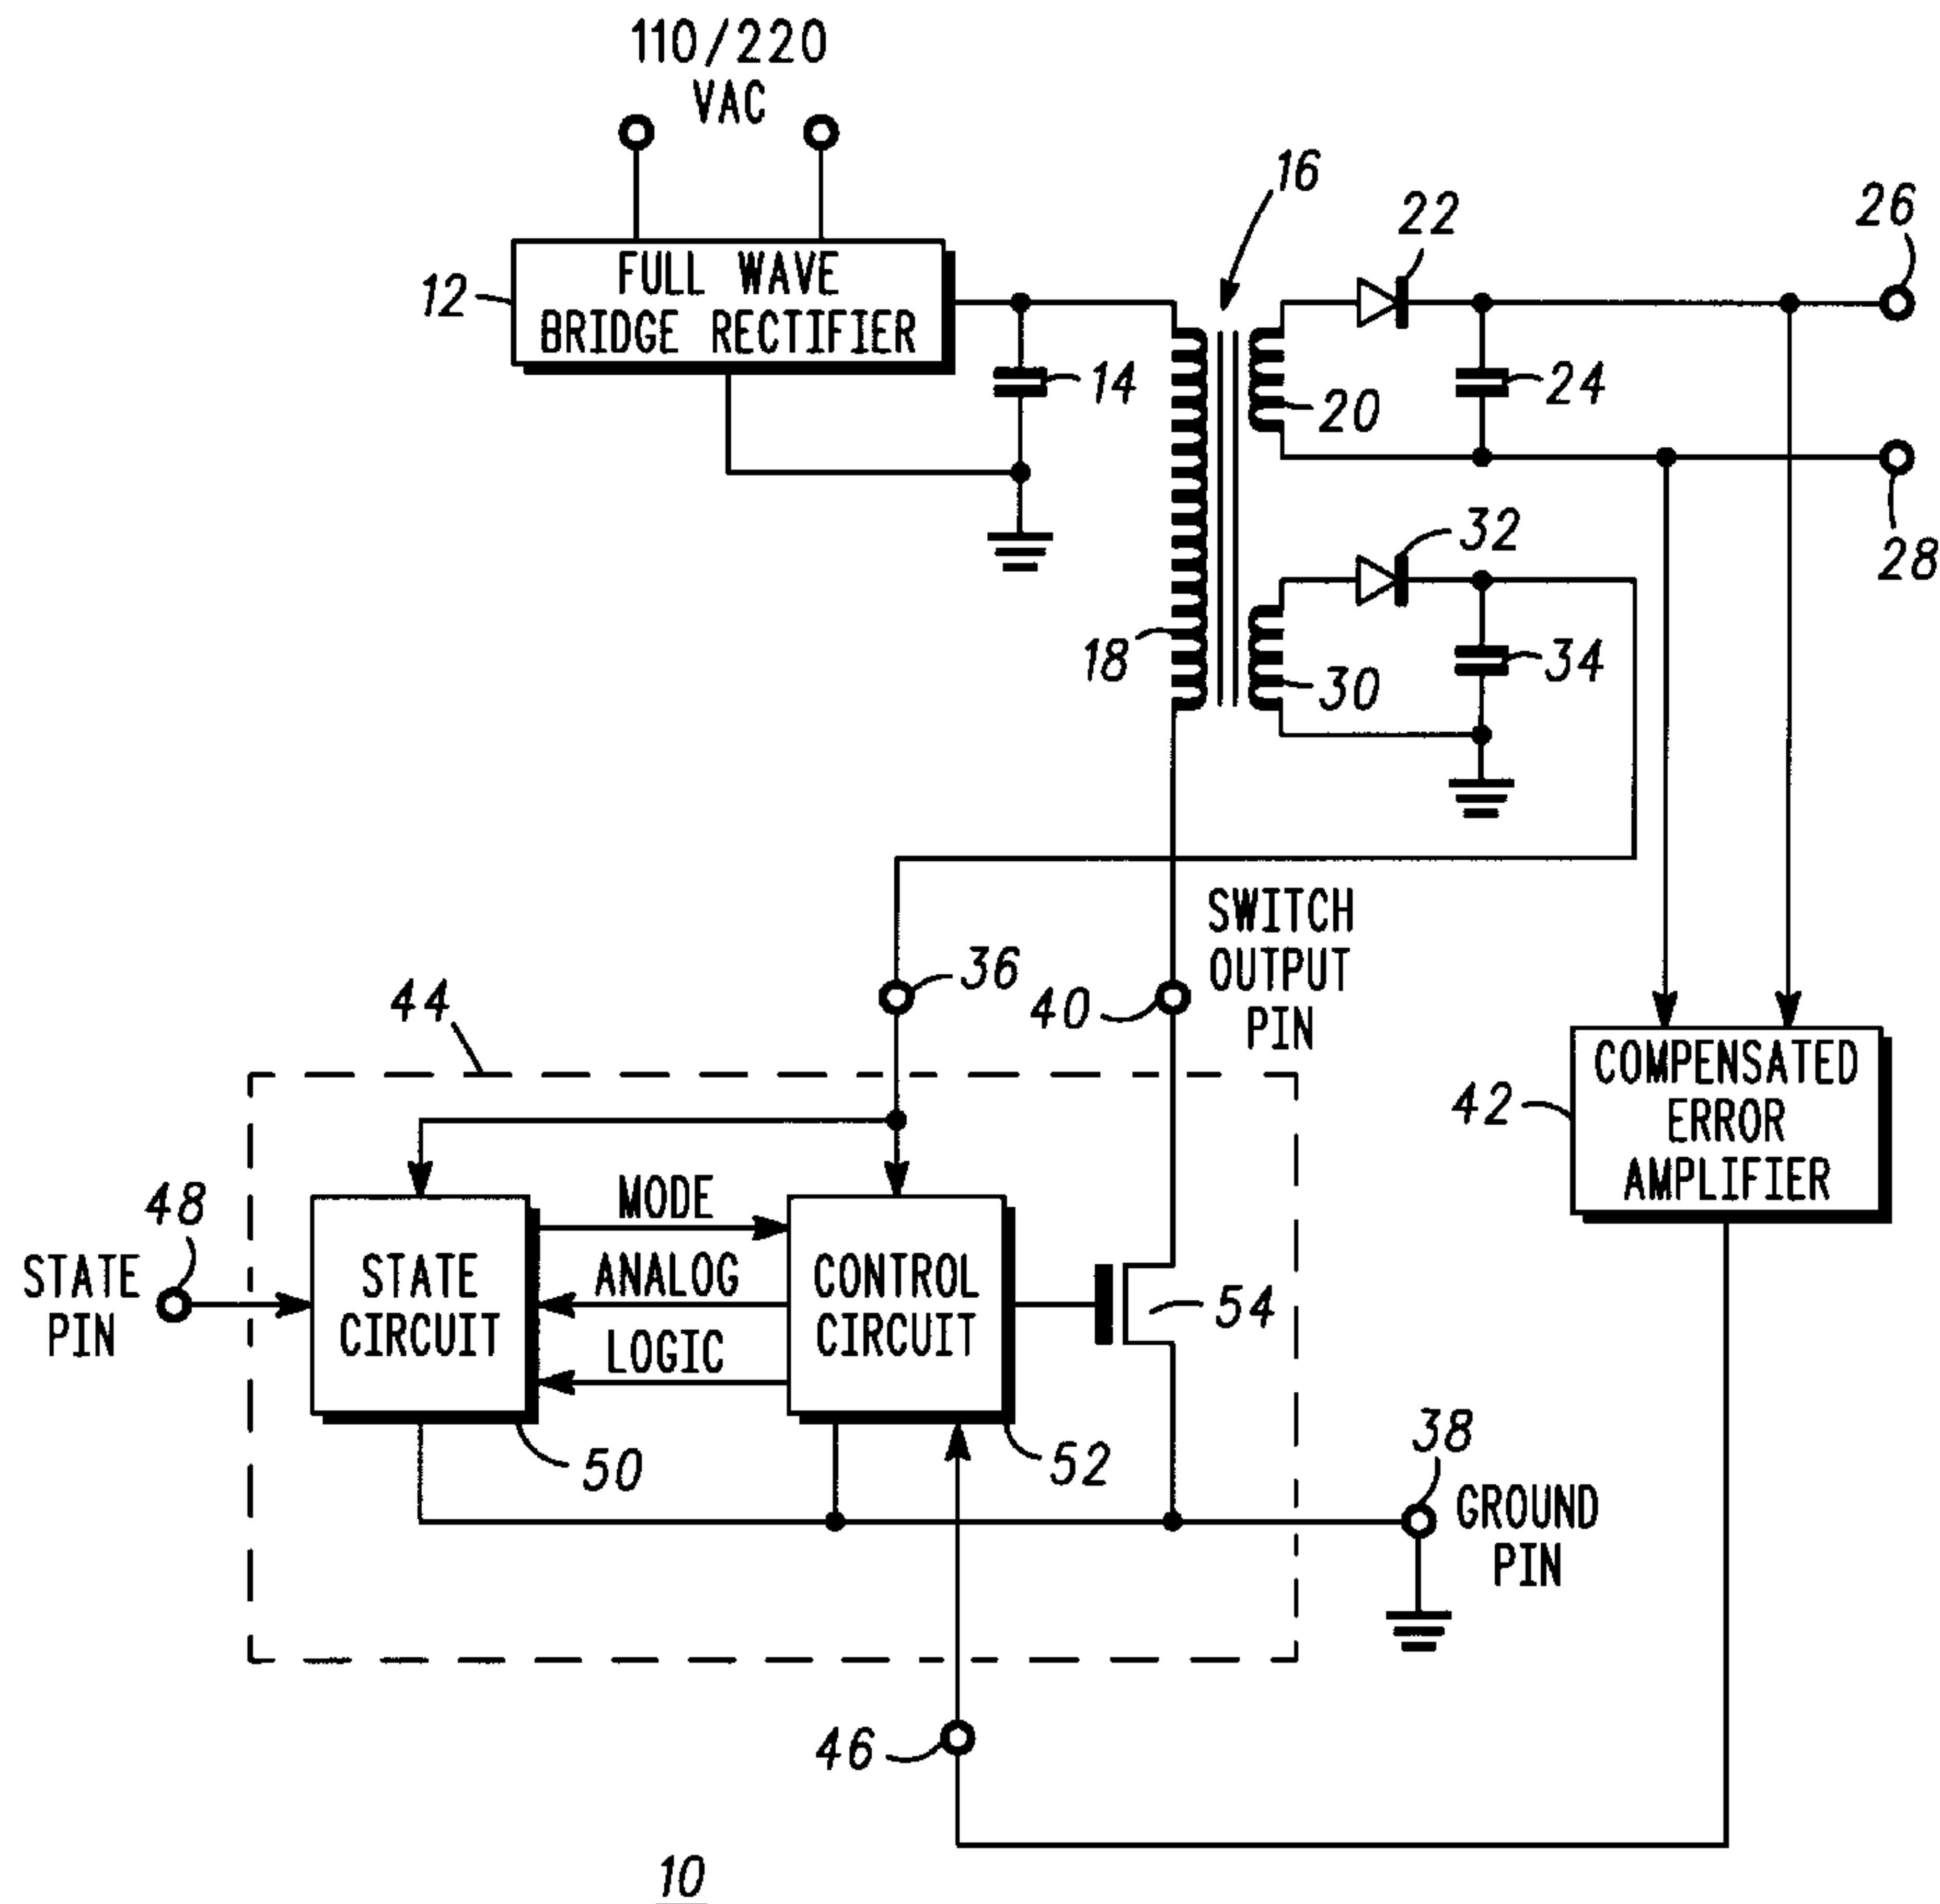 110/220
VAC
16
22
26
12
FULL WAVE
BRIDGE RECTIFIER
14
20
24
28
32
18
30
34
SWITCH
OUTPUT
PIN
36
40
44
COMPENSATED
ERROR
AMPLIFIER
42
48
STATE
PIN
STATE
CIRCUIT
MODE
ANALOG
LOGIC
CONTROL
CIRCUIT
54
50
52
38
GROUND
PIN
46
10